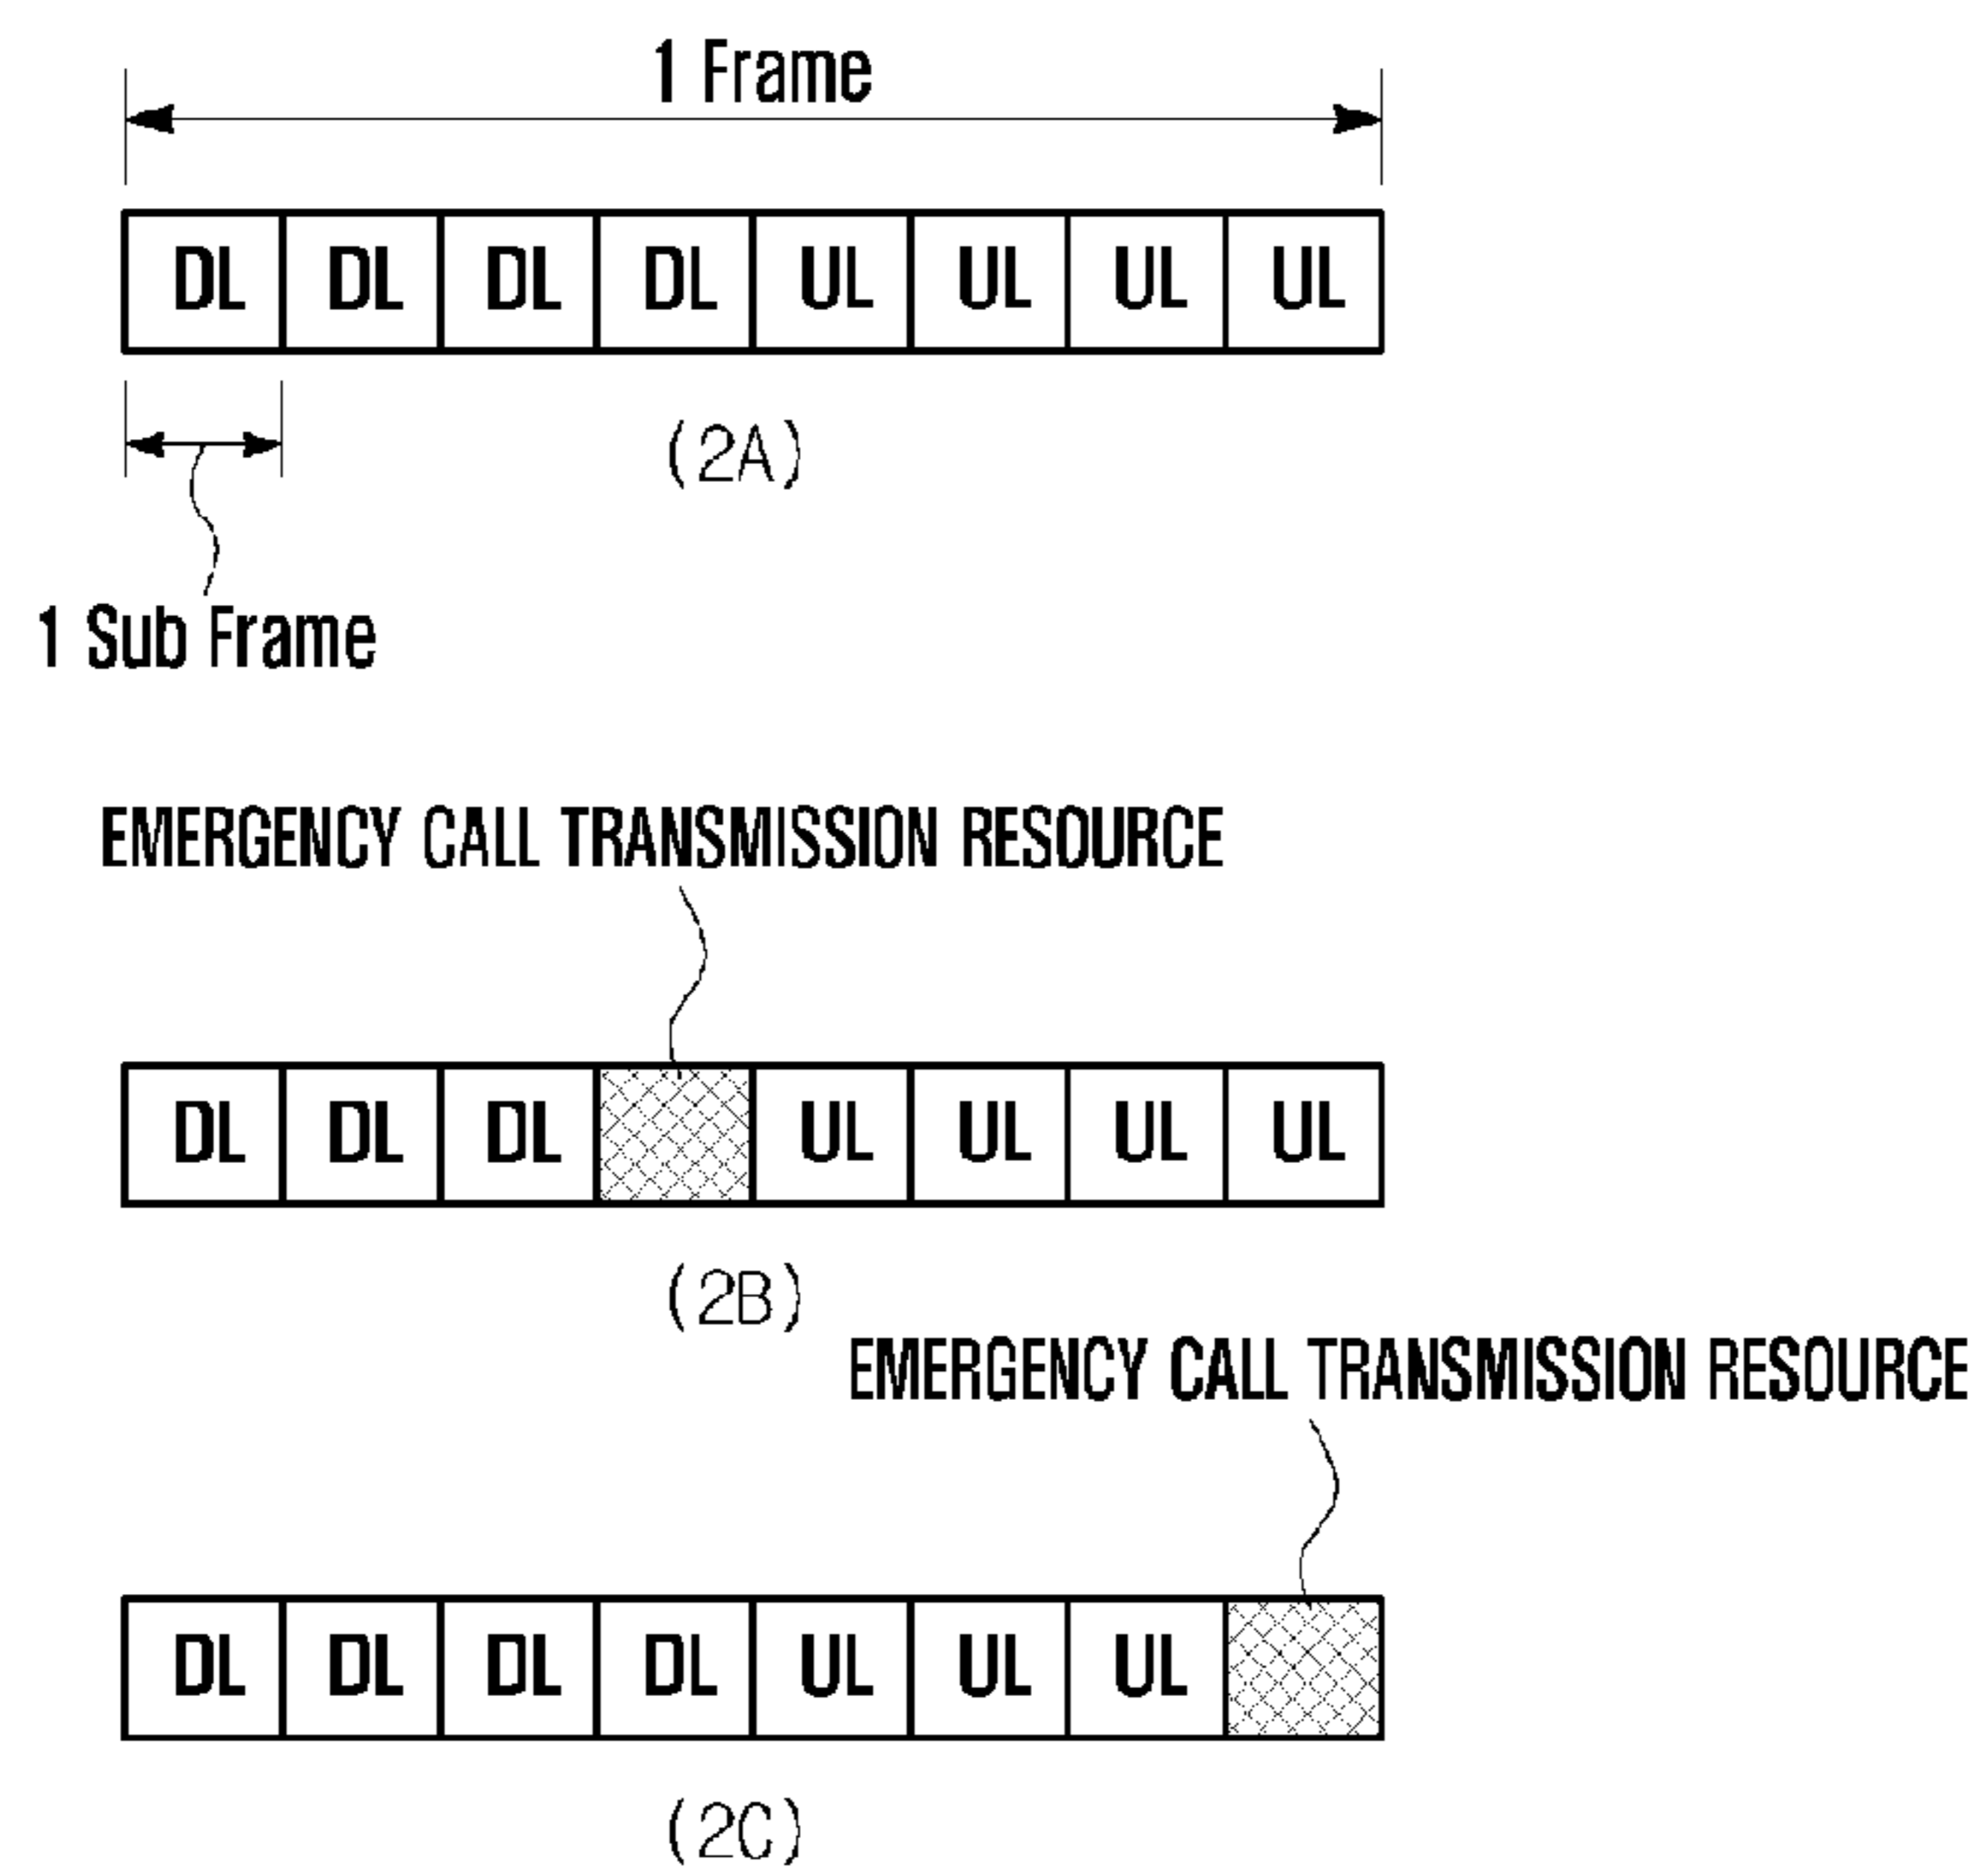 1 Frame
DL DL DL DL UL UL UL UL
(2A)
1 Sub Frame
EMERGENCY CALL TRANSMISSION RESOURCE
DL DL DL UL UL UL UL
(2B)
EMERGENCY CALL TRANSMISSION RESOURCE
DL DL DL DL UL UL UL
(2C)